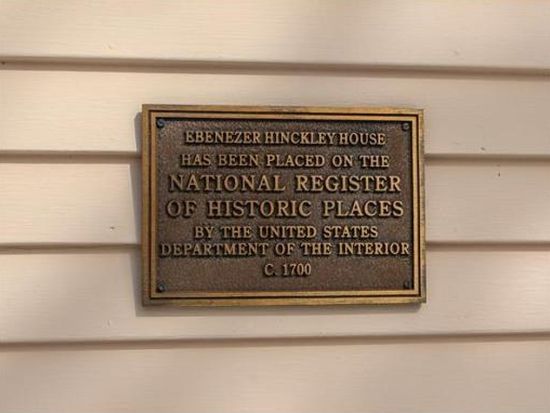 EBENEZER HINCKLEY HOUSE
HAS BEEN PLACED ON THE
NATIONAL REGISTER
OF HISTORIC PLACES
BY THE UNITED STATES
DEPARTMENT OF THE INTERIOR
C. 1700